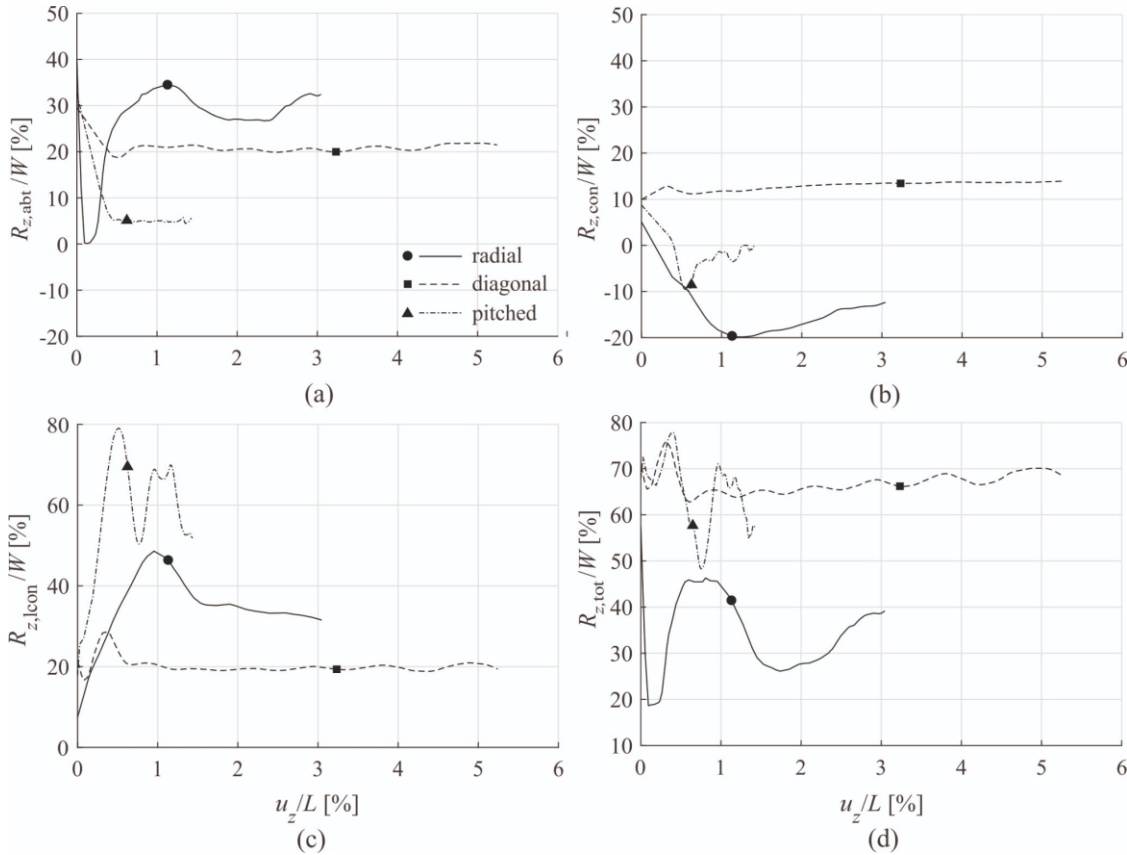 50
40
30
20
10
0
-10
-20
R_z,abt/W [%]
0 1 2 3 4 5 6
radial
diagonal
pitched
(a)
50
40
30
20
10
0
-10
-20
R_z,con/W [%]
0 1 2 3 4 5 6
(b)
80
60
40
20
0
R_z,lcon/W [%]
0 1 2 3 4 5 6
u_z/L [%]
(c)
80
70
60
50
40
30
20
10
R_z,tot/W [%]
0 1 2 3 4 5 6
u_z/L [%]
(d)